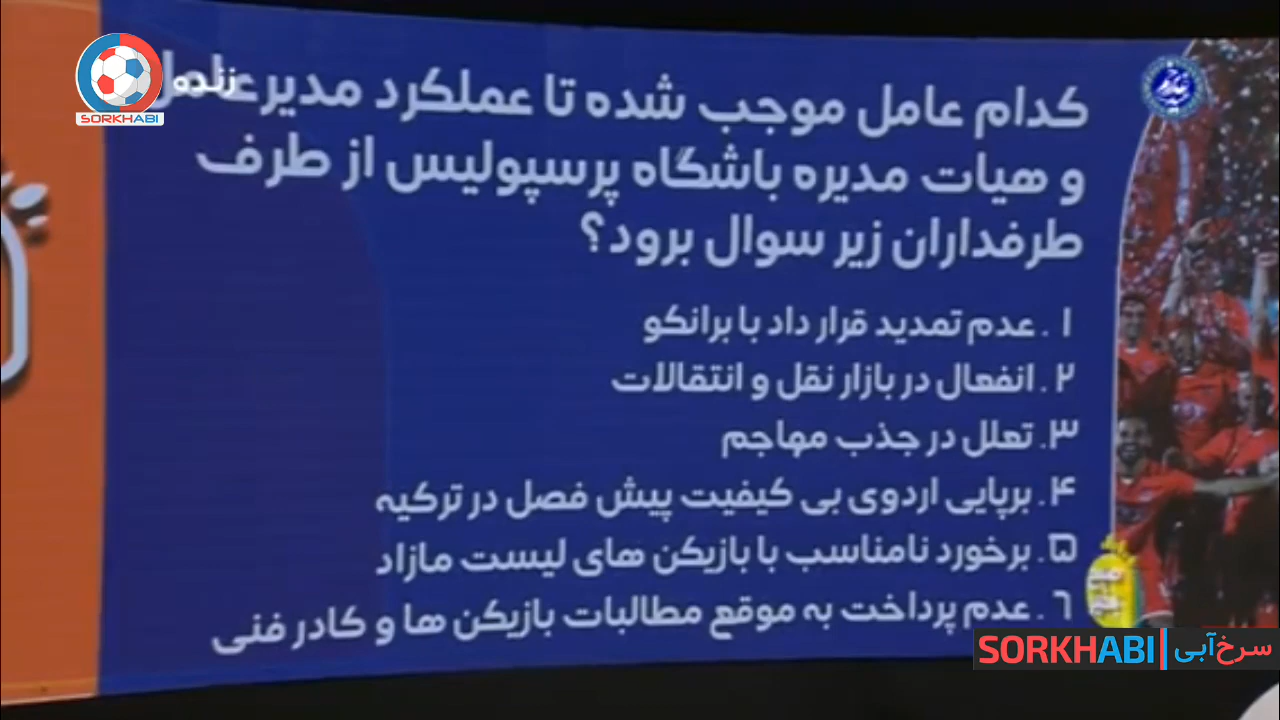 زنده
SORKHABI
کدام عامل موجب شده تا عملکرد مدیرعامل
و هیات مدیره باشگاه پرسپولیس از طرف
طرفداران زیر سوال برود؟
۱. عدم تمدید قرار داد با برانکو
۲. انفعال در بازار نقل و انتقالات
۳. تعلل در جذب مهاجم
۴. برپایی اردوی بی کیفیت پیش فصل در ترکیه
۵. برخورد نامناسب با بازیکن های لیست مازاد
۶. عدم پرداخت به موقع مطالبات بازیکن ها و کادر فنی
SORKHABI | سرخ‌آبی